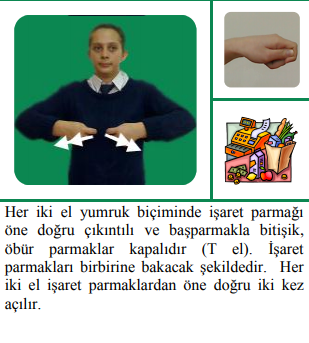 Her iki el yumruk biçiminde işaret parmağı
öne doğru çıkıntılı ve başparmakla bitişik,
öbür parmaklar kapalıdır (T el). İşaret
parmakları birbirine bakacak şekildedir. Her
iki el işaret parmaklardan öne doğru iki kez
açılır.